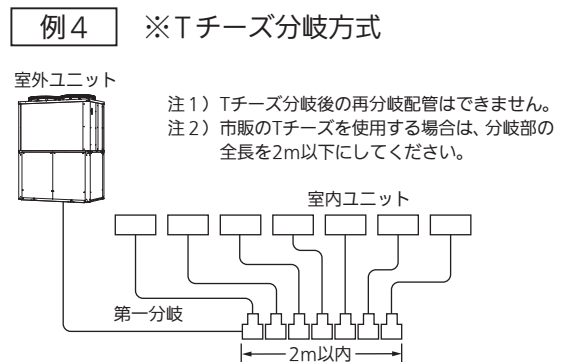 例4 ※Tチーズ分岐方式
室外ユニット
注1）Tチーズ分岐後の再分岐配管はできません。
注2）市販のTチーズを使用する場合は、分岐部の
全長を2m以下にしてください。
室内ユニット
第一分岐
2m以内